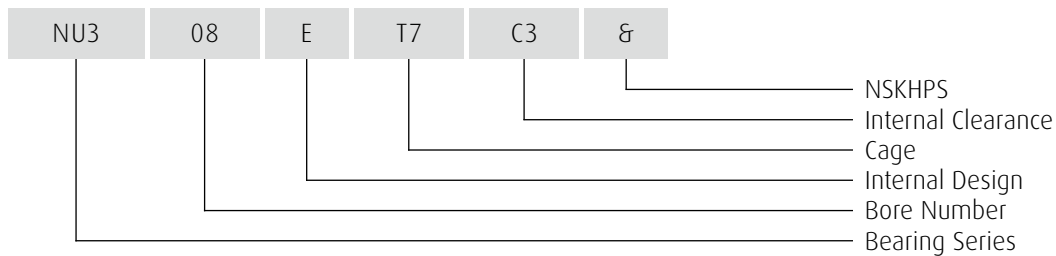 NU3 08 E T7 C3 &
NSKHPS
Internal Clearance
Cage
Internal Design
Bore Number
Bearing Series